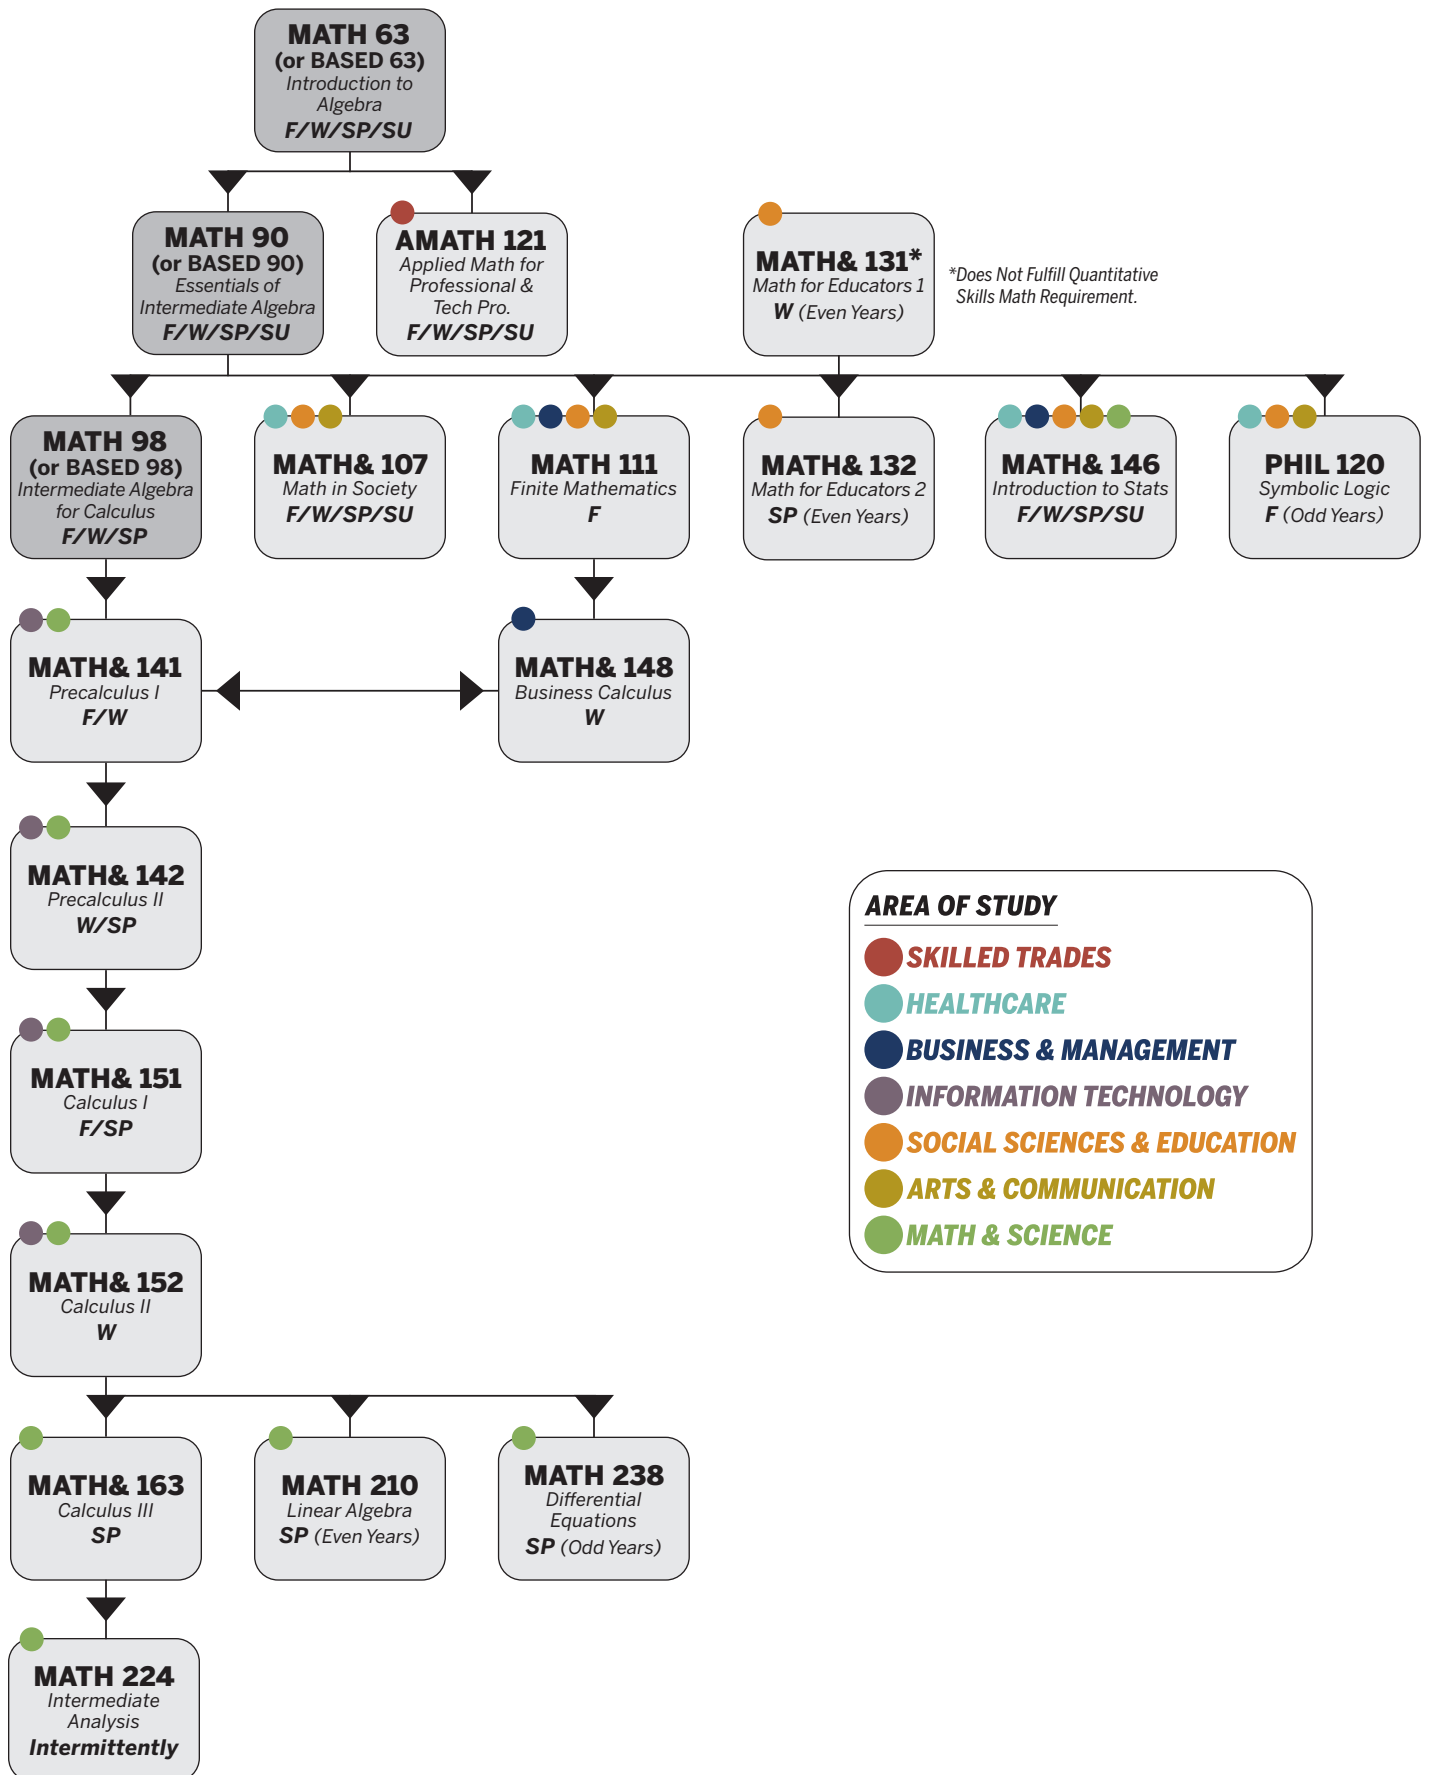 MATH 63
(or BASED 63)
Introduction to
Algebra
F/W/SP/SU
MATH 90
(or BASED 90)
Essentials of
Intermediate Algebra
F/W/SP/SU
AMATH 121
Applied Math for
Professional &
Tech Pro.
F/W/SP/SU
MATH& 131*
Math for Educators 1
W (Even Years)
*Does Not Fulfill Quantitative
Skills Math Requirement.
MATH 98
(or BASED 98)
Intermediate Algebra
for Calculus
F/W/SP
MATH& 107
Math in Society
F/W/SP/SU
MATH 111
Finite Mathematics
F
MATH& 132
Math for Educators 2
SP (Even Years)
MATH& 146
Introduction to Stats
F/W/SP/SU
PHIL 120
Symbolic Logic
F (Odd Years)
MATH& 141
Precalculus I
F/W
MATH& 148
Business Calculus
W
MATH& 142
Precalculus II
W/SP
MATH& 151
Calculus I
F/SP
MATH& 152
Calculus II
W
AREA OF STUDY
SKILLED TRADES
HEALTHCARE
BUSINESS & MANAGEMENT
INFORMATION TECHNOLOGY
SOCIAL SCIENCES & EDUCATION
ARTS & COMMUNICATION
MATH & SCIENCE
MATH& 163
Calculus III
SP
MATH 210
Linear Algebra
SP (Even Years)
MATH 238
Differential
Equations
SP (Odd Years)
MATH 224
Intermediate
Analysis
Intermittently